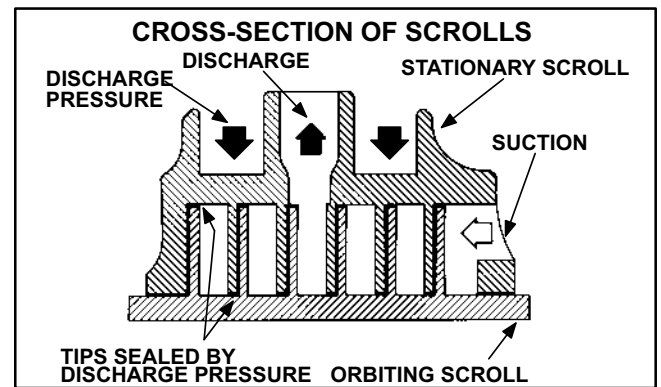 CROSS-SECTION OF SCROLLS
DISCHARGE
DISCHARGE
PRESSURE
STATIONARY SCROLL
SUCTION
TIPS SEALED BY
DISCHARGE PRESSURE
ORBITING SCROLL